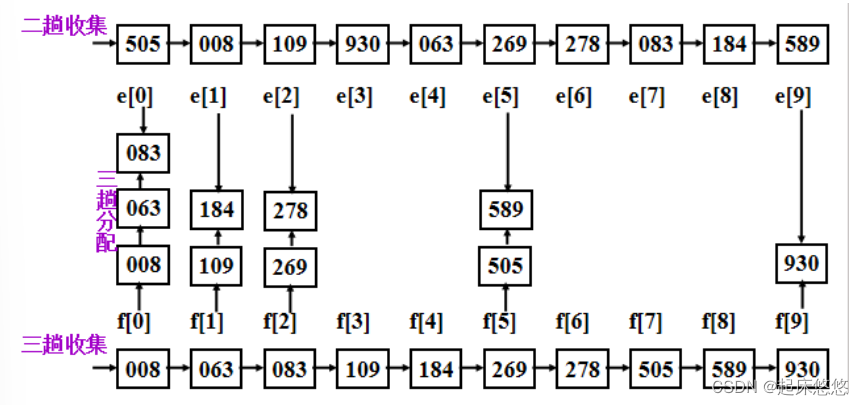 二趟收集
505 008 109 930 063 269 278 083 184 589
e[0] e[1] e[2] e[3] e[4] e[5] e[6] e[7] e[8] e[9]
083
三趟分配
063 184 278 589
008 109 269 505 930
f[0] f[1] f[2] f[3] f[4] f[5] f[6] f[7] f[8] f[9]
三趟收集
008 063 083 109 184 269 278 505 589 930
CSDN @起床悠悠